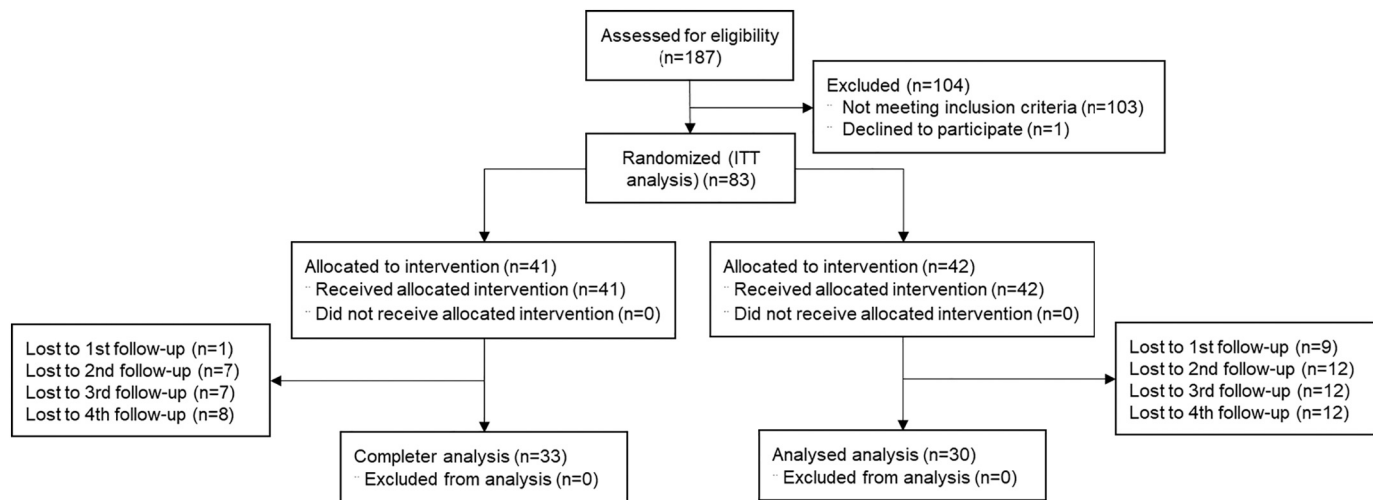 Assessed for eligibility
(n=187)
Excluded (n=104)
¨ Not meeting inclusion criteria (n=103)
¨ Declined to participate (n=1)
Randomized (ITT
analysis) (n=83)
Allocated to intervention (n=41)
¨ Received allocated intervention (n=41)
¨ Did not receive allocated intervention (n=0)
Allocated to intervention (n=42)
¨ Received allocated intervention (n=42)
¨ Did not receive allocated intervention (n=0)
Lost to 1st follow-up (n=1)
Lost to 2nd follow-up (n=7)
Lost to 3rd follow-up (n=7)
Lost to 4th follow-up (n=8)
Lost to 1st follow-up (n=9)
Lost to 2nd follow-up (n=12)
Lost to 3rd follow-up (n=12)
Lost to 4th follow-up (n=12)
Completer analysis (n=33)
¨ Excluded from analysis (n=0)
Analysed analysis (n=30)
¨ Excluded from analysis (n=0)